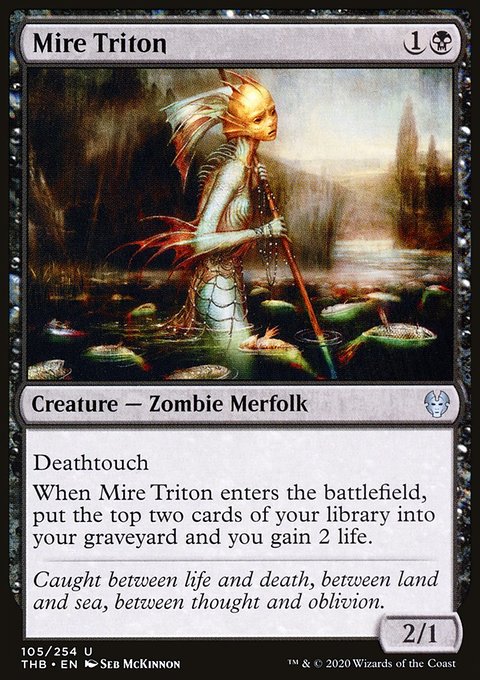 Mire Triton 1
Creature — Zombie Merfolk
Deathtouch
When Mire Triton enters the battlefield,
put the top two cards of your library into
your graveyard and you gain 2 life.
Caught between life and death, between land
and sea, between thought and oblivion.
2/1
105/254 U
THB • EN Seb McKinnon
™ & © 2020 Wizards of the Coast